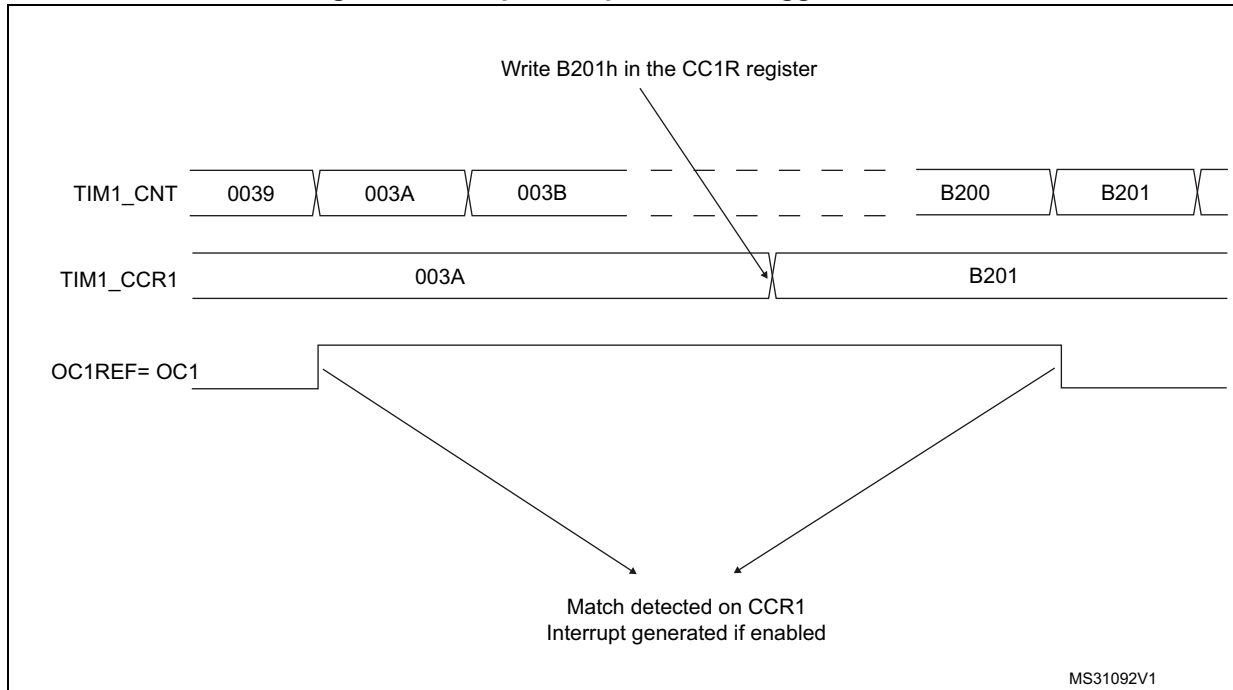 Write B201h in the CC1R register
TIM1_CNT 0039 003A 003B B200 B201
TIM1_CCR1 003A B201
OC1REF= OC1
Match detected on CCR1
Interrupt generated if enabled
MS31092V1